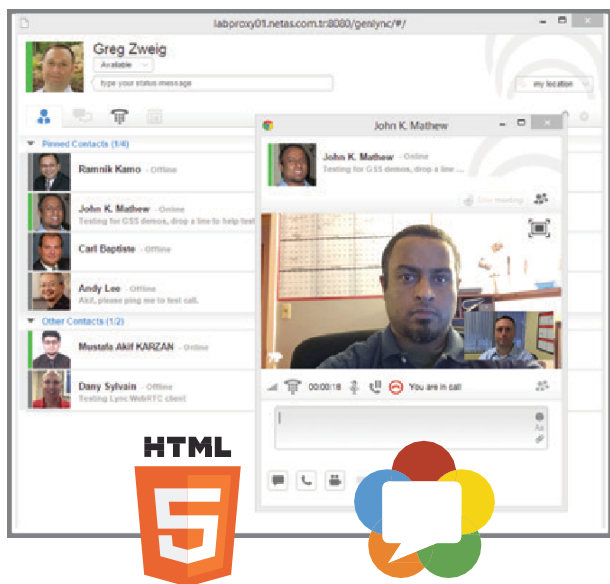 labproxy01.netas.com.tr:8080/genlync/#/
Greg Zweig
Available
type your status message
my location
Pinned Contacts (1/4)
Ramnik Kamo - Offline
John K. Mathew - Online
Testing for GSS demos, drop a line to help test
Carl Baptiste - Offline
Andy Lee - Offline
Akif, please ping me to test call.
Other Contacts (1/2)
Mustafa Akif KARZAN - Online
Dany Sylvain - Offline
Testing Lync WebRTC client
John K. Mathew
John K. Mathew - Online
Testing for GSS demos, drop a line ...
00:00:18
You are in call
Aa
HTML
5